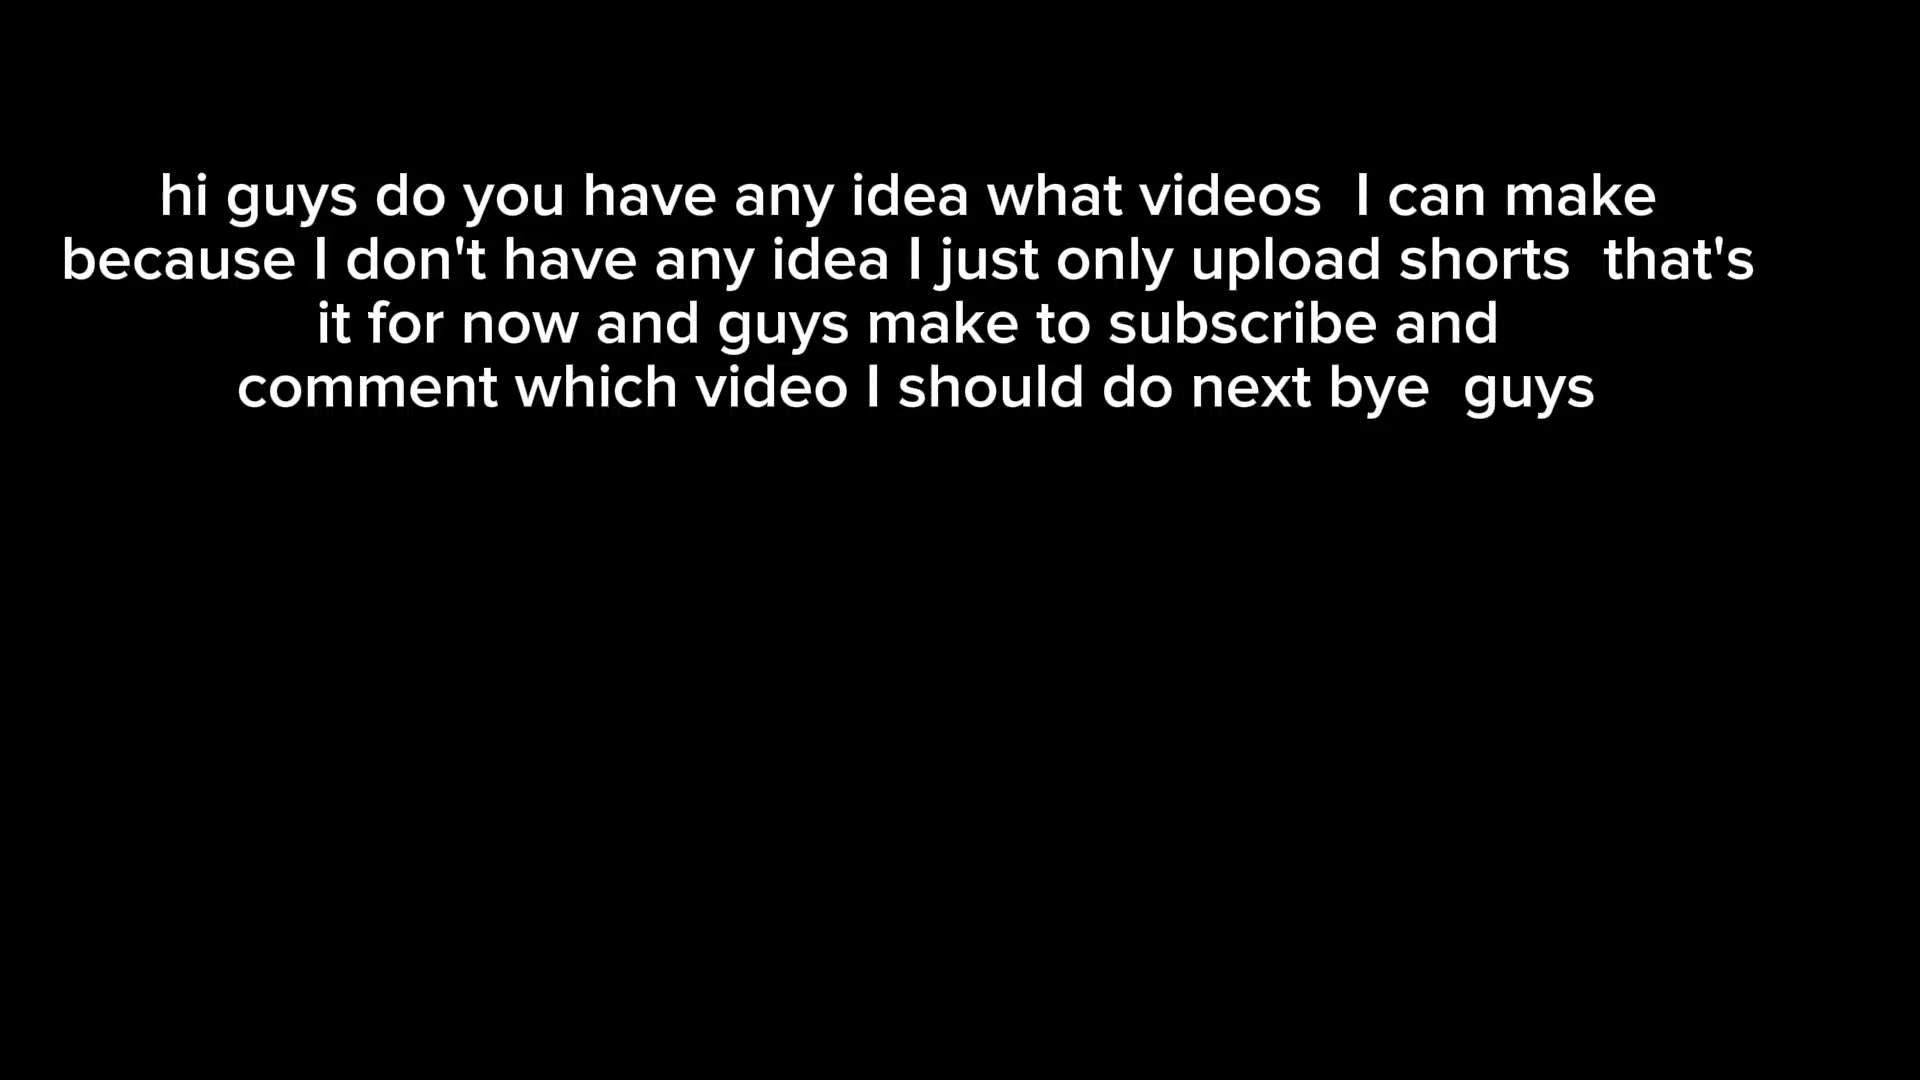 hi guys do you have any idea what videos  I can make
because I don't have any idea I just only upload shorts  that's
it for now and guys make to subscribe and
comment which video I should do next bye  guys